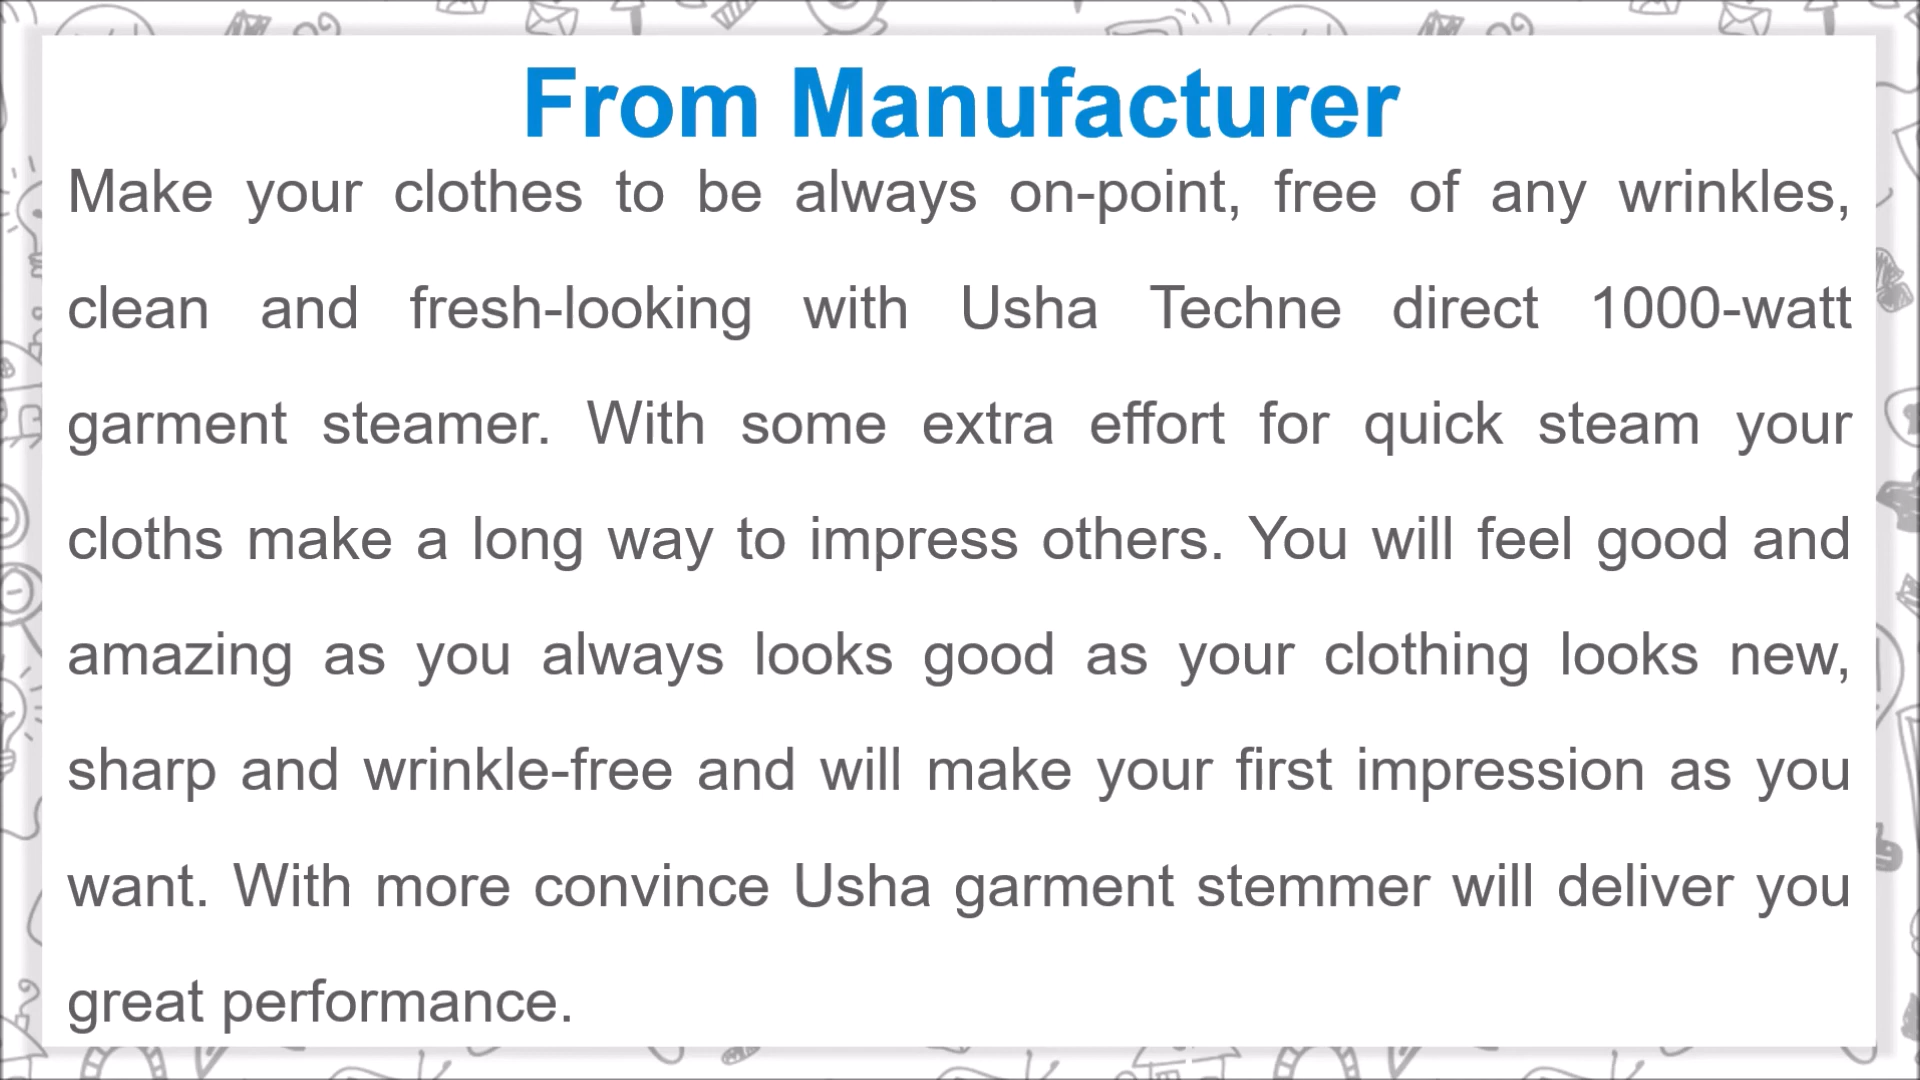 From Manufacturer
Make your clothes to be always on-point, free of any wrinkles,
clean and fresh-looking with Usha Techne direct 1000-watt
garment steamer. With some extra effort for quick steam your
cloths make a long way to impress others. You will feel good and
amazing as you always looks good as your clothing looks new,
sharp and wrinkle-free and will make your first impression as you
want. With more convince Usha garment stemmer will deliver you
great performance.